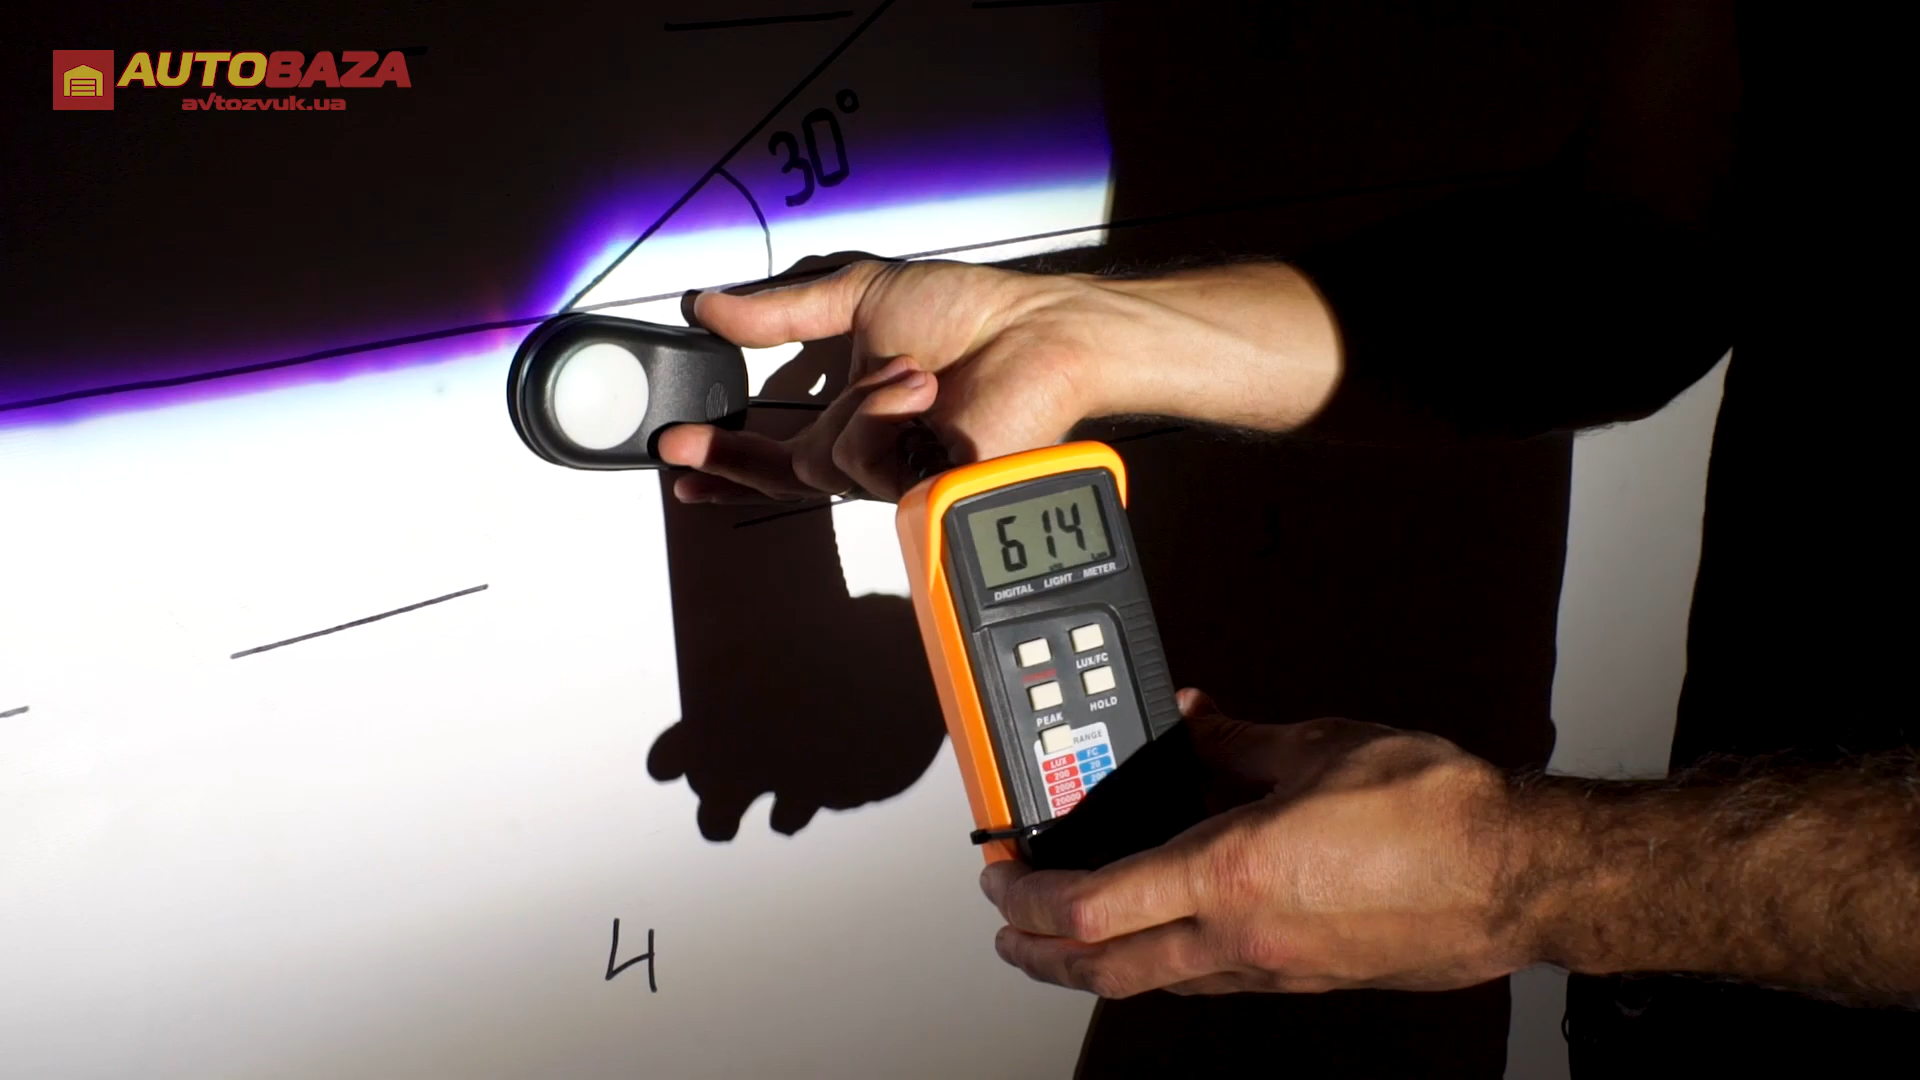 AUTOBAZA
avtozvuk.ua
30°
614
DIGITAL LIGHT METER
LUX/FC
PEAK
HOLD
RANGE
LUX FC
200 20
2000 200
20000
4